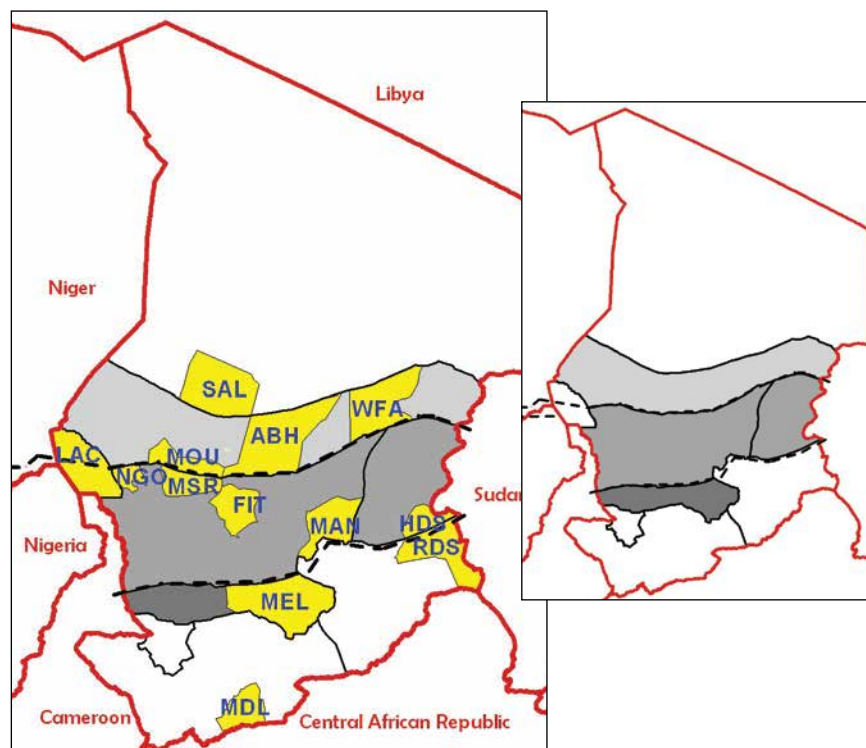 Libya
Niger
SAL
WFA
ABH
LAC
MOU
NGO
MSR
FIT
MAN
HDS
RDS
Sudan
Nigeria
MEL
MDL
Cameroon
Central African Republic